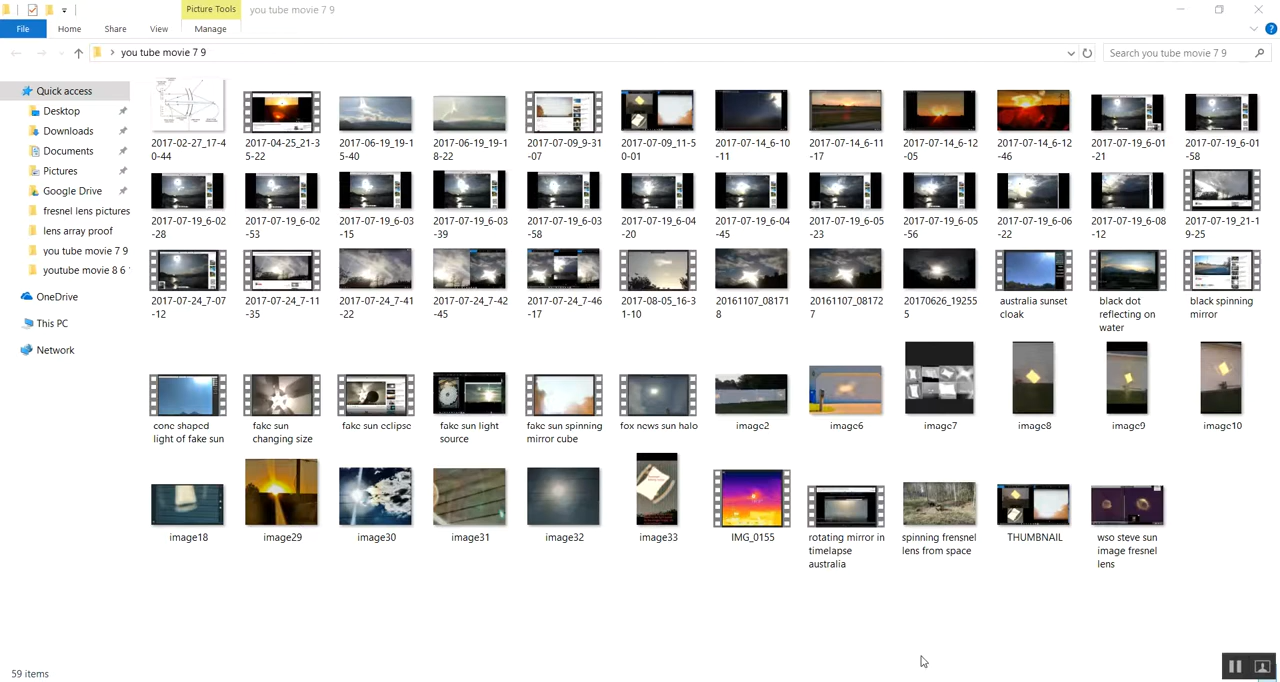 Picture Tools
you tube movie 7 9
File
Home
Share
View
Manage
you tube movie 7 9
Search you tube movie 7 9
Quick access
Desktop
Downloads
Documents
Pictures
Google Drive
fresnel lens pictures
lens array proof
you tube movie 7 9
youtube movie 8 6
OneDrive
This PC
Network
2017-02-27_17-4
0-44
2017-04-25_21-3
5-22
2017-06-19_19-1
5-40
2017-06-19_19-1
8-22
2017-07-09_9-31
-07
2017-07-09_11-5
0-01
2017-07-14_6-10
-11
2017-07-14_6-11
-17
2017-07-14_6-12
-05
2017-07-14_6-12
-46
2017-07-19_6-01
-21
2017-07-19_6-01
-58
2017-07-19_6-02
-28
2017-07-19_6-02
-53
2017-07-19_6-03
-15
2017-07-19_6-03
-39
2017-07-19_6-03
-58
2017-07-19_6-04
-20
2017-07-19_6-04
-45
2017-07-19_6-05
-23
2017-07-19_6-05
-56
2017-07-19_6-06
-22
2017-07-19_6-08
-12
2017-07-19_21-1
9-25
2017-07-24_7-07
-12
2017-07-24_7-11
-35
2017-07-24_7-41
-22
2017-07-24_7-42
-45
2017-07-24_7-46
-17
2017-08-05_16-3
1-10
20161107_08171
8
20161107_08172
7
20170626_19255
5
australia sunset
cloak
black dot
reflecting on
water
black spinning
mirror
cone shaped
light of fake sun
fake sun
changing size
fake sun eclipse
fake sun light
source
fake sun spinning
mirror cube
fox news sun halo
image2
image6
image7
image8
image9
image10
image18
image29
image30
image31
image32
image33
IMG_0155
rotating mirror in
timelapse
australia
spinning frensnel
lens from space
THUMBNAIL
wso steve sun
image fresnel
lens
59 items